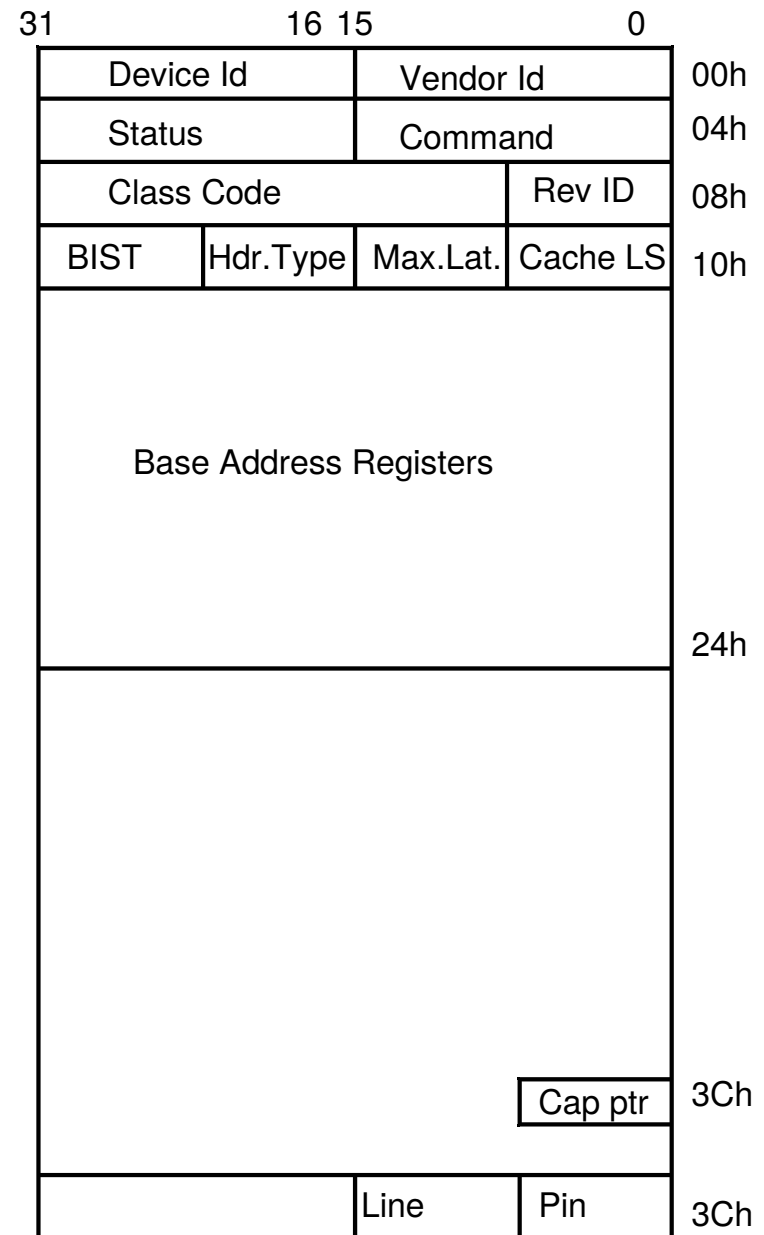 31 16 15 0
Device Id Vendor Id 00h
Status Command 04h
Class Code Rev ID 08h
BIST Hdr.Type Max.Lat. Cache LS 10h
Base Address Registers
24h
Cap ptr 3Ch
Line Pin 3Ch